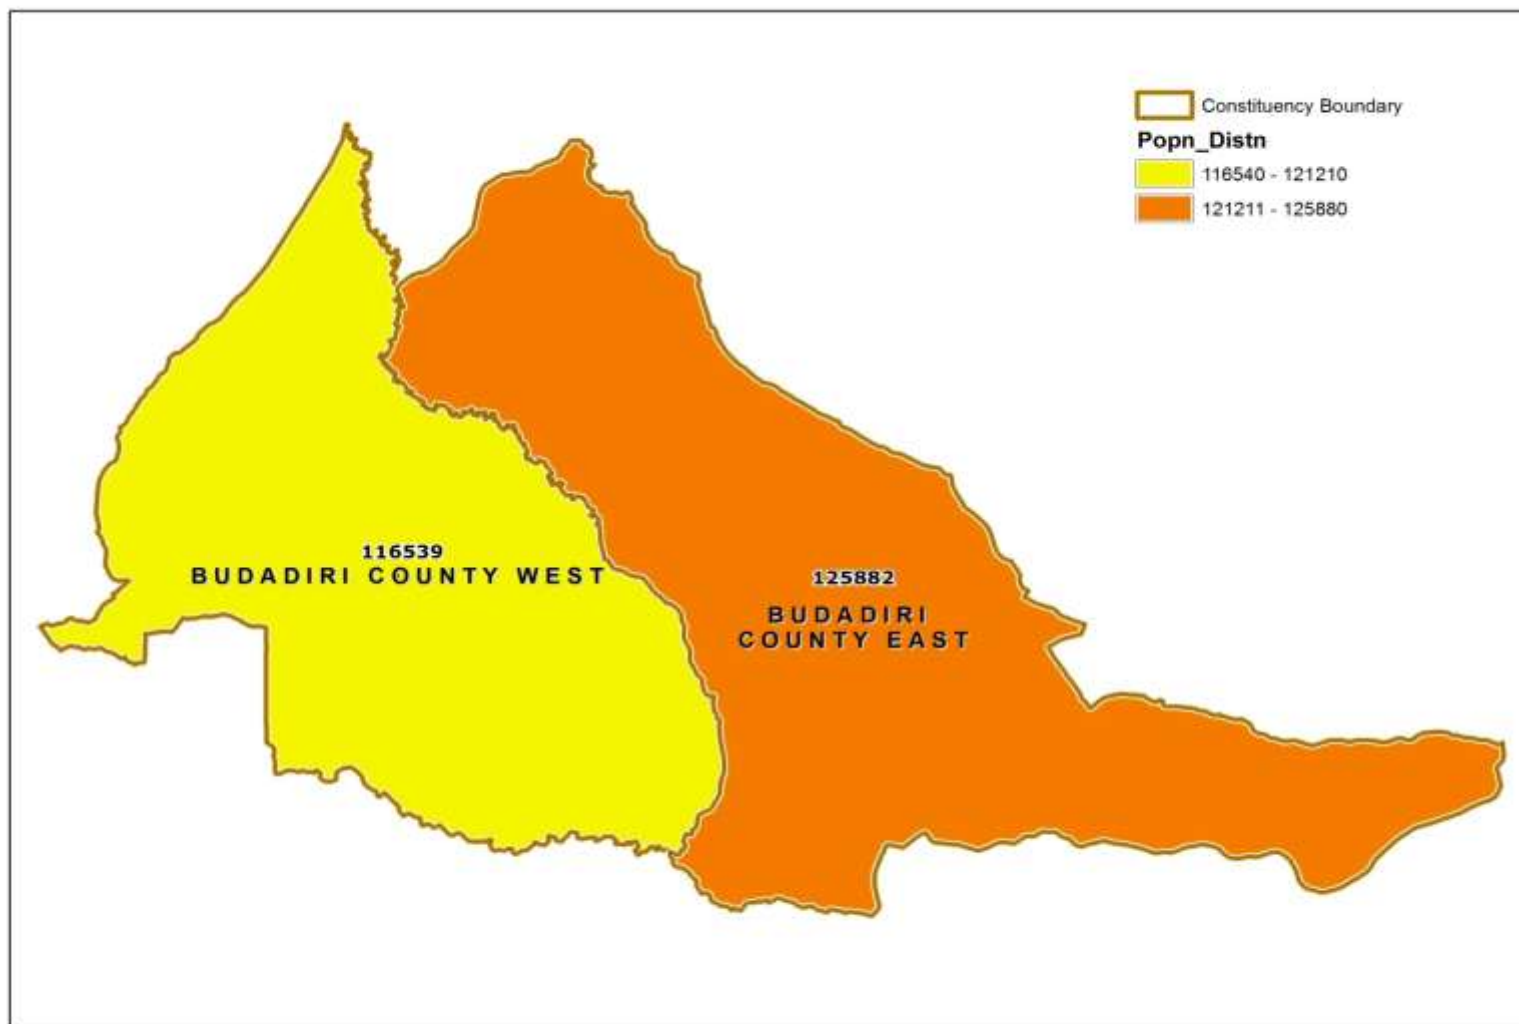 Constituency Boundary
Popn_Distn
116540 - 121210
121211 - 125880
116539
BUDADIRI COUNTY WEST
125882
BUDADIRI
COUNTY EAST